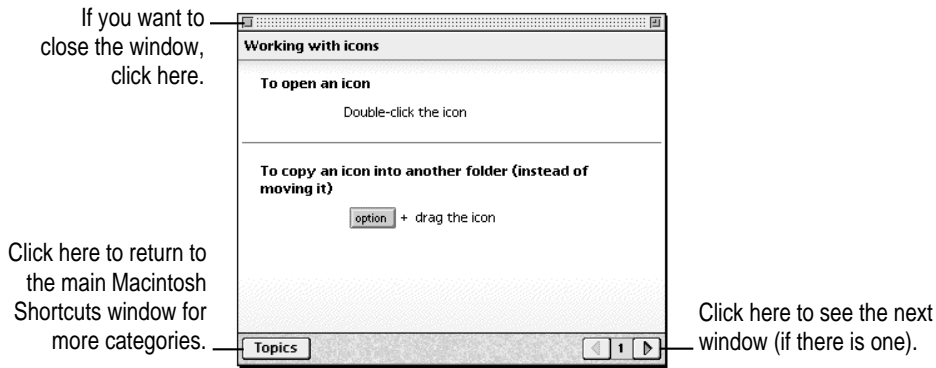 If you want to
close the window,
click here.
Working with icons
To open an icon
Double-click the icon
To copy an icon into another folder (instead of
moving it)
option + drag the icon
Click here to return to
the main Macintosh
Shortcuts window for
more categories.
Topics
1
Click here to see the next
window (if there is one).